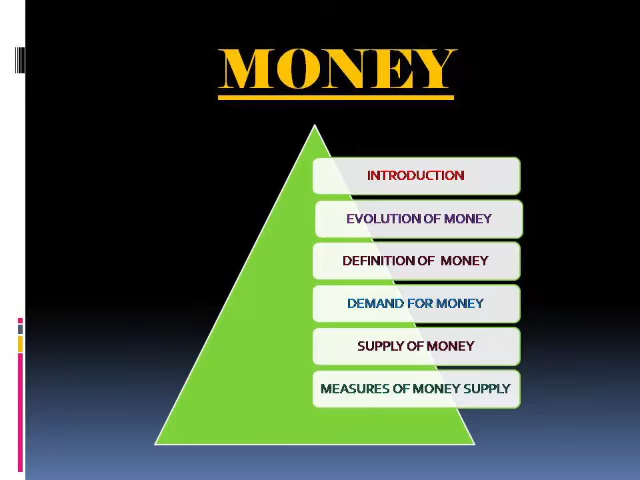 MONEY
INTRODUCTION
EVOLUTION OF MONEY
DEFINITION OF MONEY
DEMAND FOR MONEY
SUPPLY OF MONEY
MEASURES OF MONEY SUPPLY